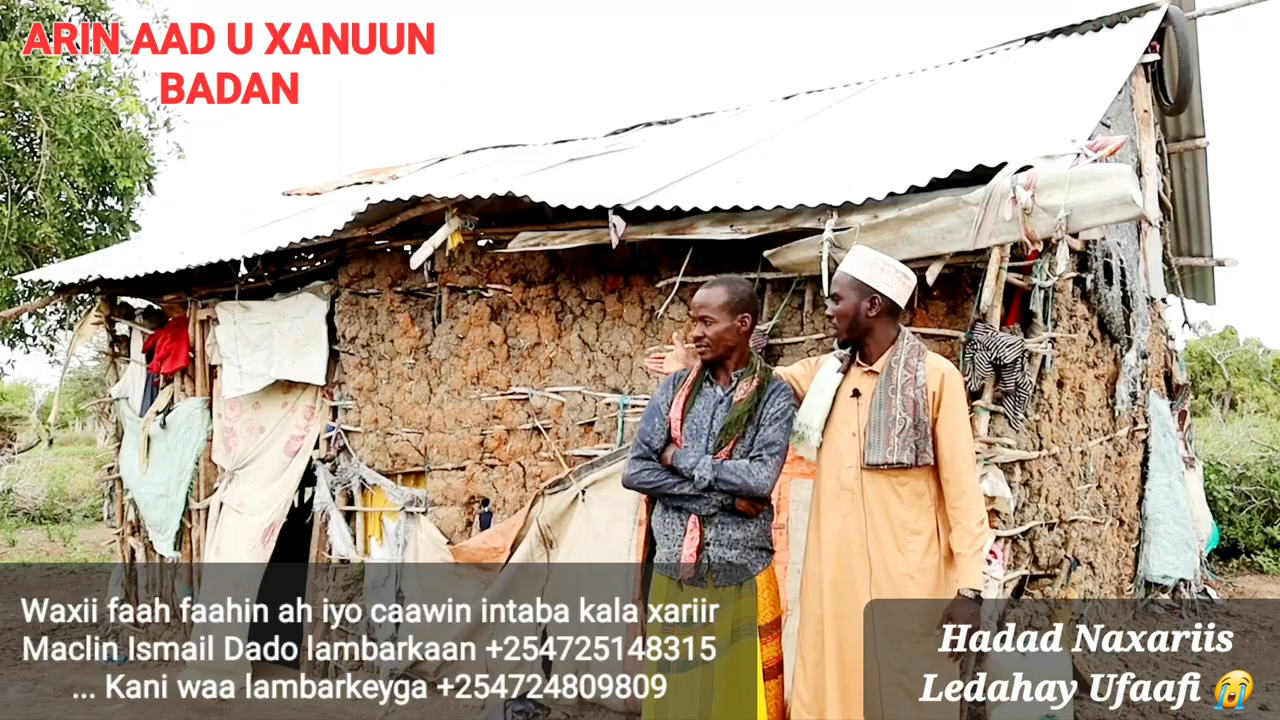 ARIN AAD U XANUUN
BADAN
Waxii faah faahin ah iyo caawin intaba kala xariir
Maclin Ismail Dado lambarkaan +254725148315
... Kani waa lambarkeyga +254724809809
Hadad Naxariis
Ledahay Ufaafi 😭